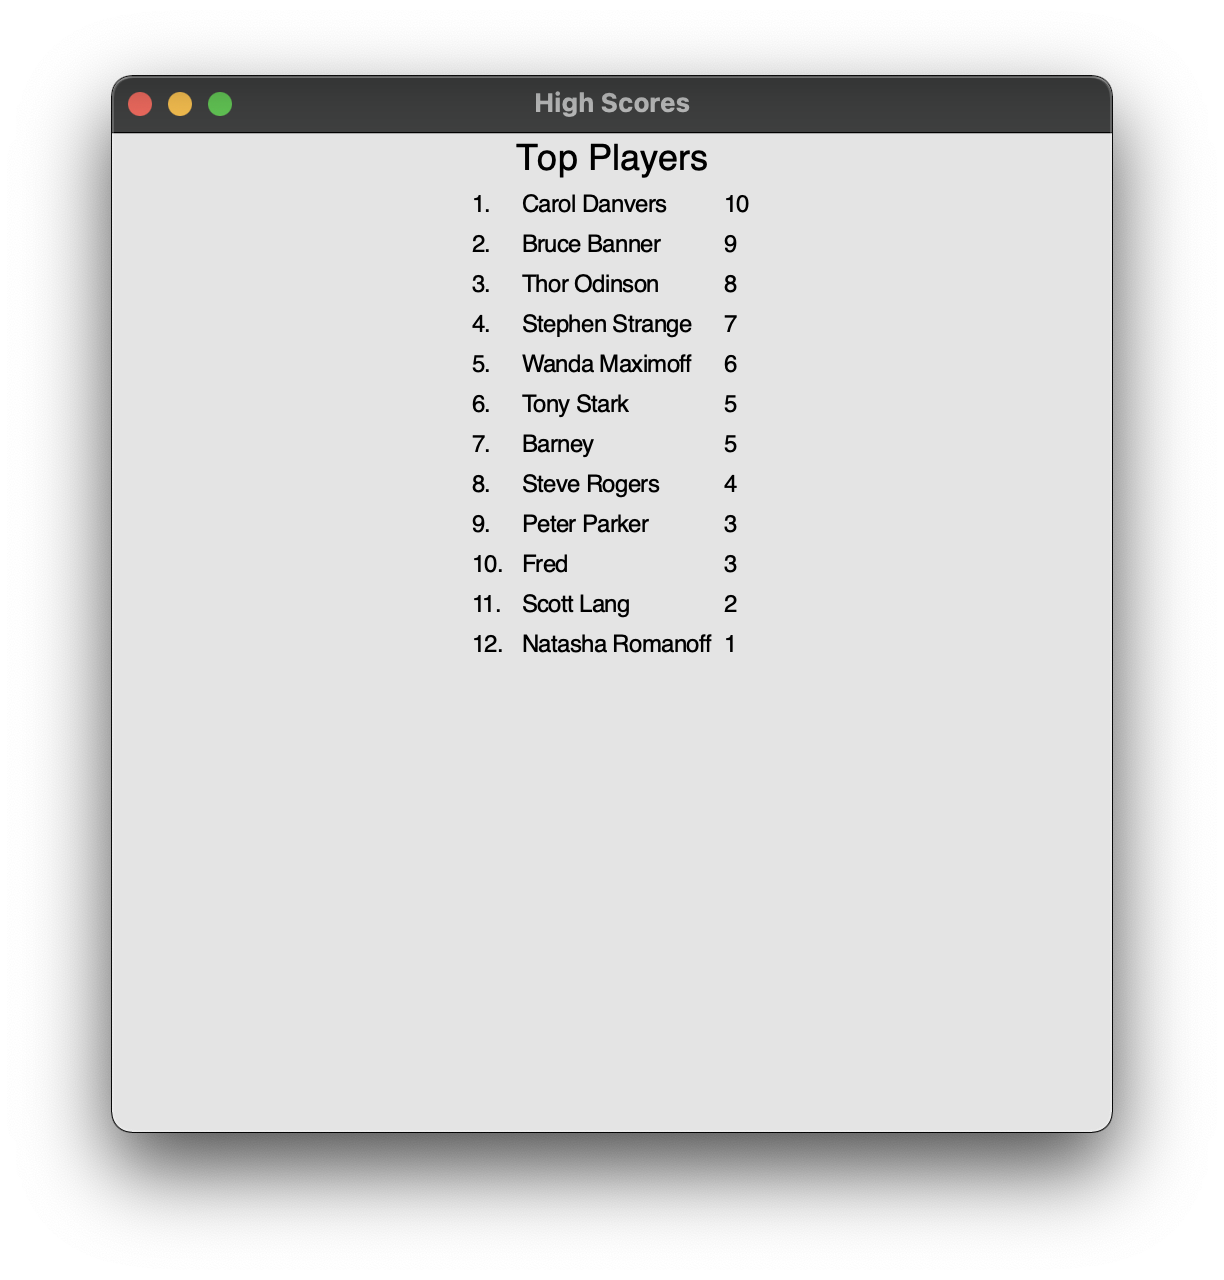 High Scores
Top Players
1. Carol Danvers 10
2. Bruce Banner 9
3. Thor Odinson 8
4. Stephen Strange 7
5. Wanda Maximoff 6
6. Tony Stark 5
7. Barney 5
8. Steve Rogers 4
9. Peter Parker 3
10. Fred 3
11. Scott Lang 2
12. Natasha Romanoff 1